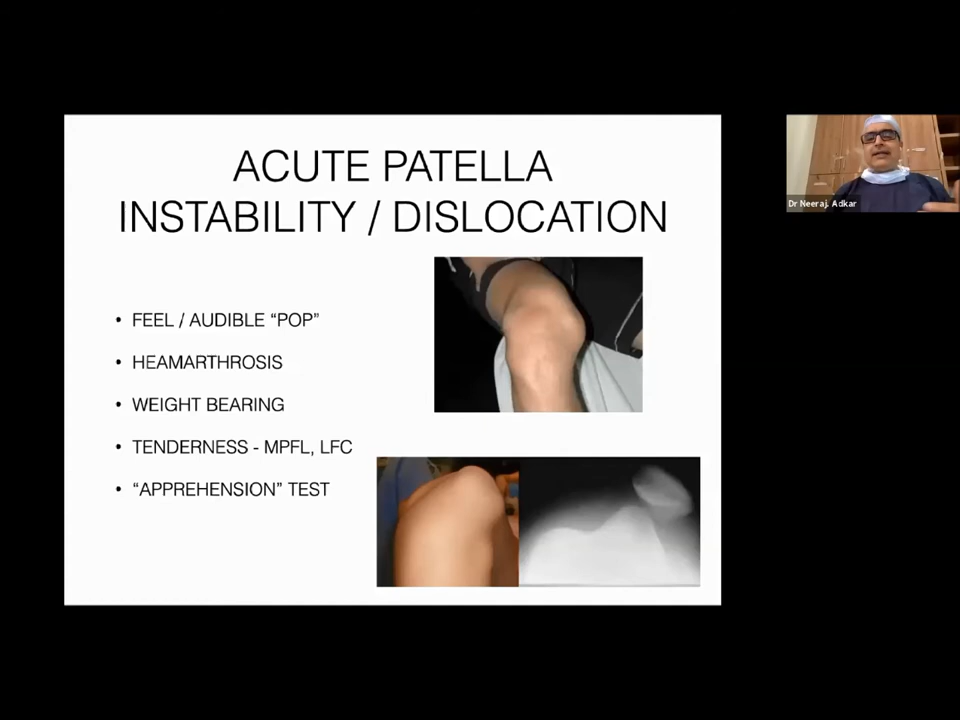 ACUTE PATELLA
INSTABILITY / DISLOCATION
• FEEL / AUDIBLE “POP”
• HEAMARTHROSIS
• WEIGHT BEARING
• TENDERNESS - MPFL, LFC
• “APPREHENSION” TEST
Dr Neeraj. Adkar